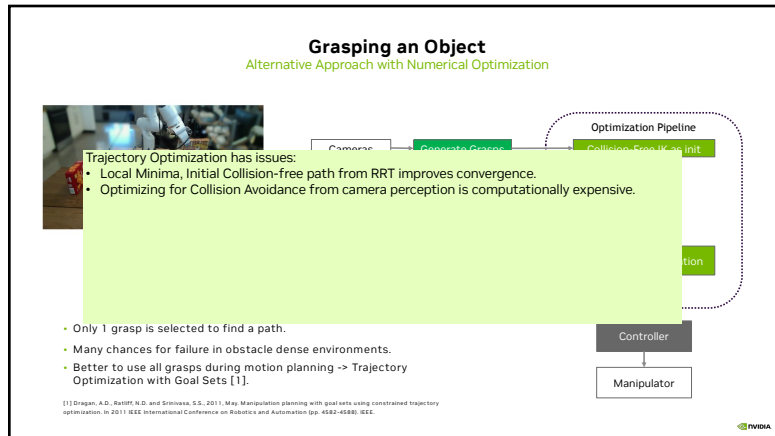 Grasping an Object
Alternative Approach with Numerical Optimization
Optimization Pipeline
Cameras
Generate Grasps
Collision-Free IK as init
Trajectory Optimization has issues:
• Local Minima, Initial Collision-free path from RRT improves convergence.
• Optimizing for Collision Avoidance from camera perception is computationally expensive.
• Only 1 grasp is selected to find a path.
• Many chances for failure in obstacle dense environments.
• Better to use all grasps during motion planning -> Trajectory
Optimization with Goal Sets [1].
Controller
Manipulator
[1] Dragan, A.D., Ratliff, N.D. and Srinivasa, S.S., 2011, May. Manipulation planning with goal sets using constrained trajectory
optimization. In 2011 IEEE International Conference on Robotics and Automation (pp. 4582-4588). IEEE.
NVIDIA.